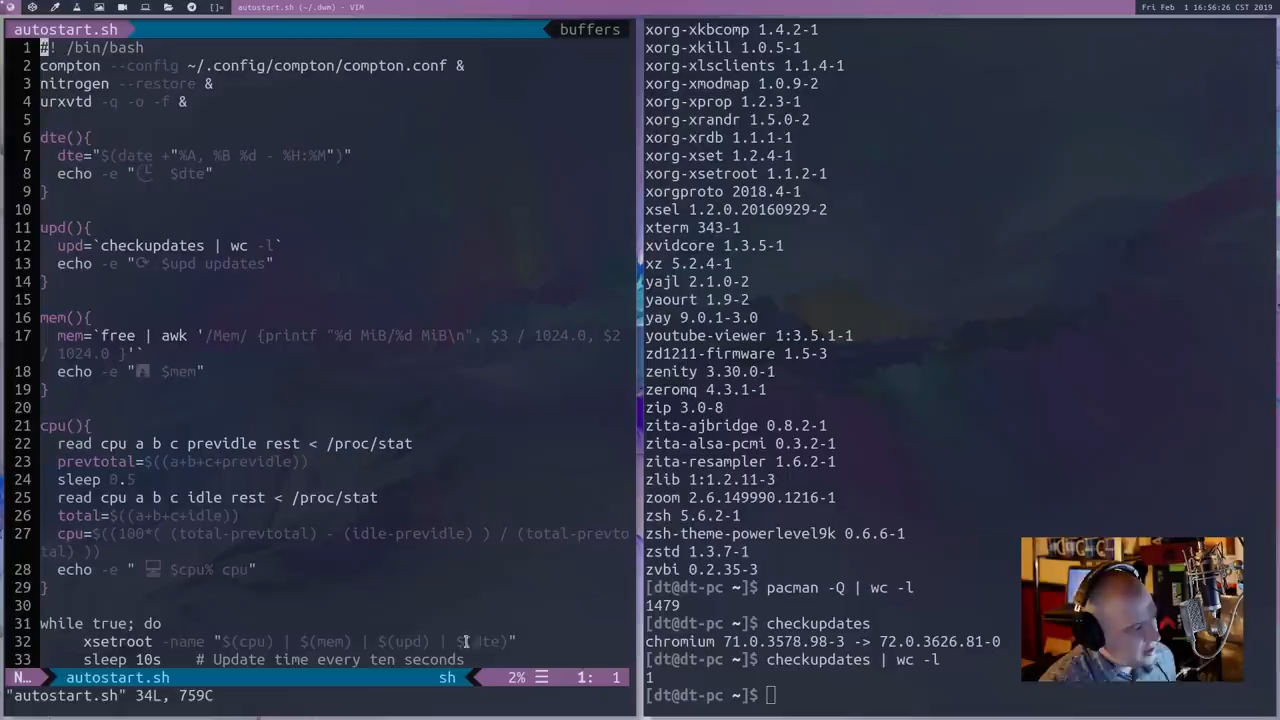 autostart.sh (~/.dwm) - VIM
Fri Feb 1 16:56:26 CST 2019
autostart.sh
buffers
1 #! /bin/bash
2 compton --config ~/.config/compton/compton.conf &
3 nitrogen --restore &
4 urxvtd -q -o -f &
5
6 dte(){
7 dte="$(date +"%A, %B %d - %H:%M")"
8 echo -e "🕒 $dte"
9 }
10
11 upd(){
12 upd=`checkupdates | wc -l`
13 echo -e "⟳ $upd updates"
14 }
15
16 mem(){
17 mem=`free | awk '/Mem/ {printf "%d MiB/%d MiB\n", $3 / 1024.0, $2
/ 1024.0 }'`
18 echo -e " $mem"
19 }
20
21 cpu(){
22 read cpu a b c previdle rest < /proc/stat
23 prevtotal=$((a+b+c+previdle))
24 sleep 0.5
25 read cpu a b c idle rest < /proc/stat
26 total=$((a+b+c+idle))
27 cpu=$((100*( (total-prevtotal) - (idle-previdle) ) / (total-prevto
tal) ))
28 echo -e " $cpu% cpu"
29 }
30
31 while true; do
32 xsetroot -name "$(cpu) | $(mem) | $(upd) | $(dte)"
33 sleep 10s # Update time every ten seconds
N... autostart.sh sh 2% ☰ 1: 1
"autostart.sh" 34L, 759C
xorg-xkbcomp 1.4.2-1
xorg-xkill 1.0.5-1
xorg-xlsclients 1.1.4-1
xorg-xmodmap 1.0.9-2
xorg-xprop 1.2.3-1
xorg-xrandr 1.5.0-2
xorg-xrdb 1.1.1-1
xorg-xset 1.2.4-1
xorg-xsetroot 1.1.2-1
xorgproto 2018.4-1
xsel 1.2.0.20160929-2
xterm 343-1
xvidcore 1.3.5-1
xz 5.2.4-1
yajl 2.1.0-2
yaourt 1.9-2
yay 9.0.1-3.0
youtube-viewer 1:3.5.1-1
zd1211-firmware 1.5-3
zenity 3.30.0-1
zeromq 4.3.1-1
zip 3.0-8
zita-ajbridge 0.8.2-1
zita-alsa-pcmi 0.3.2-1
zita-resampler 1.6.2-1
zlib 1:1.2.11-3
zoom 2.6.149990.1216-1
zsh 5.6.2-1
zsh-theme-powerlevel9k 0.6.6-1
zstd 1.3.7-1
zvbi 0.2.35-3
[dt@dt-pc ~]$ pacman -Q | wc -l
1479
[dt@dt-pc ~]$ checkupdates
chromium 71.0.3578.98-3 -> 72.0.3626.81-0
[dt@dt-pc ~]$ checkupdates | wc -l
1
[dt@dt-pc ~]$